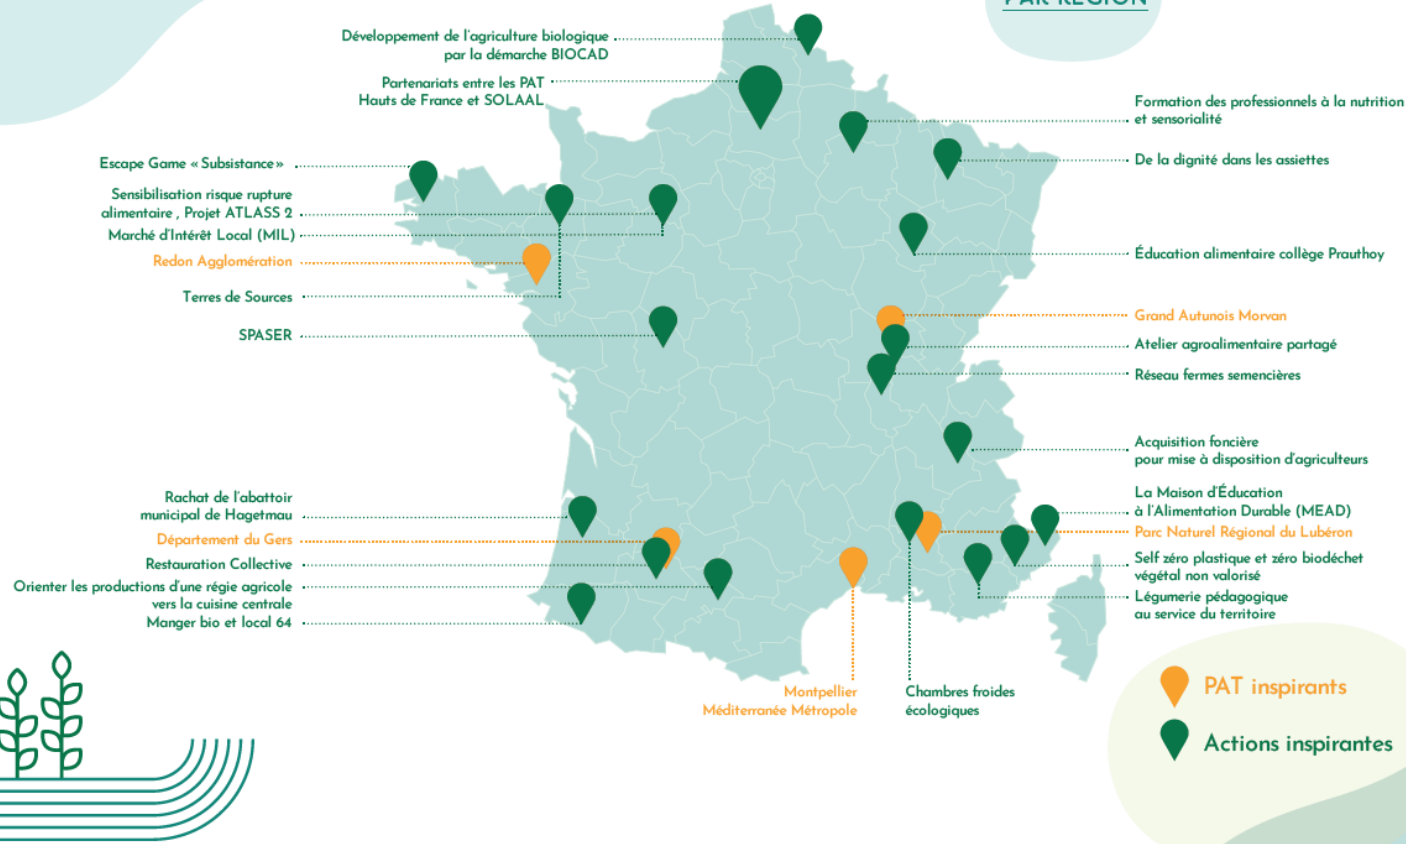 PAR RÉGION
Développement de l'agriculture biologique
par la démarche BIOCAD
Partenariats entre les PAT
Hauts de France et SOLAAL
Escape Game « Subsistance »
Sensibilisation risque rupture
alimentaire , Projet ATLASS 2
Marché d'Intérêt Local (MIL)
Redon Agglomération
Terres de Sources
SPASER
Rachat de l'abattoir
municipal de Hagetmau
Département du Gers
Restauration Collective
Orienter les productions d'une régie agricole
vers la cuisine centrale
Manger bio et local 64
Montpellier
Méditerranée Métropole
Chambres froides
écologiques
Formation des professionnels à la nutrition
et sensorialité
De la dignité dans les assiettes
Éducation alimentaire collège Prauthoy
Grand Autunois Morvan
Atelier agroalimentaire partagé
Réseau fermes semencières
Acquisition foncière
pour mise à disposition d'agriculteurs
La Maison d'Éducation
à l'Alimentation Durable (MEAD)
Parc Naturel Régional du Lubéron
Self zéro plastique et zéro biodéchet
végétal non valorisé
Légumerie pédagogique
au service du territoire
PAT inspirants
Actions inspirantes